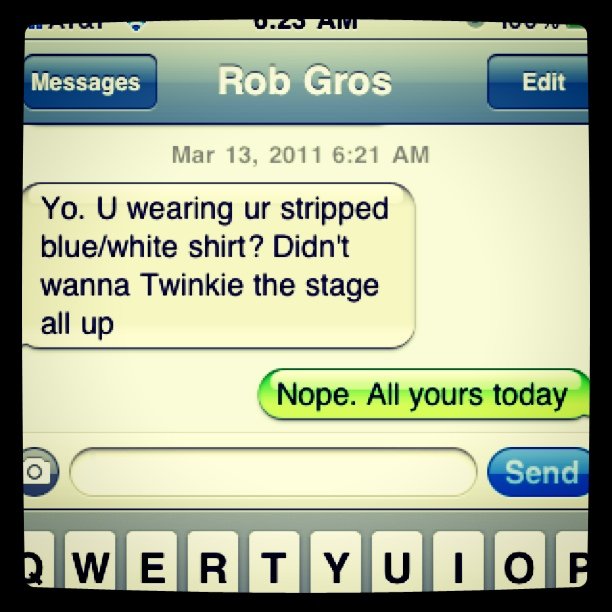 AT&T 6:23 AM 100%
Messages Rob Gros Edit
Mar 13, 2011 6:21 AM
Yo. U wearing ur stripped
blue/white shirt? Didn't
wanna Twinkie the stage
all up
Nope. All yours today
Send
Q W E R T Y U I O P